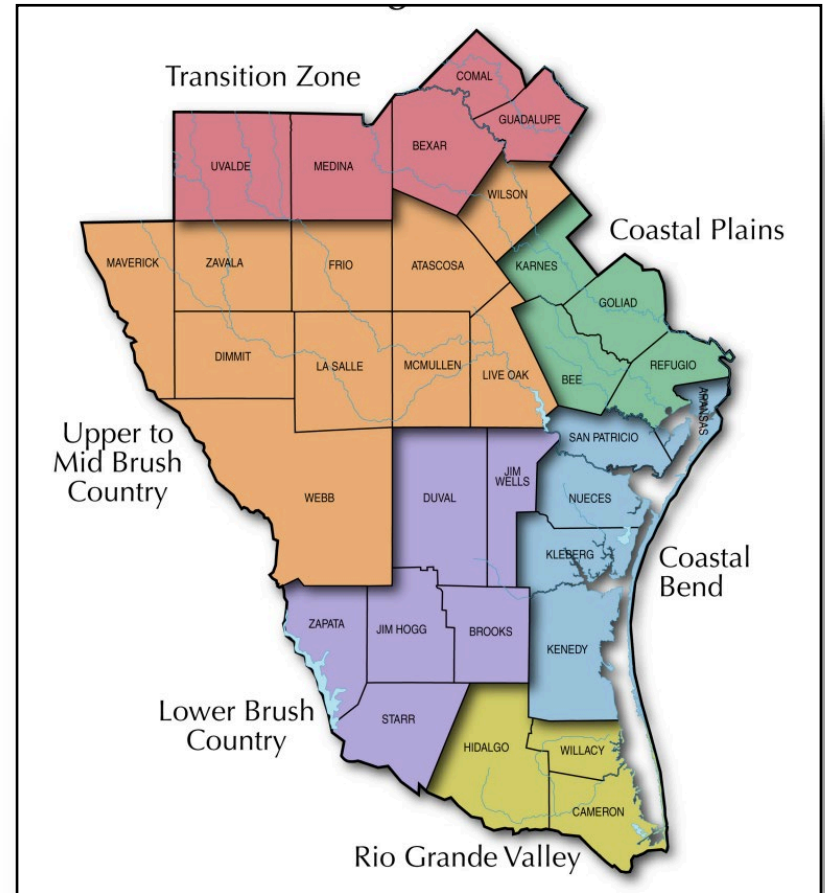 Transition Zone
COMAL
GUADALUPE
BEXAR
UVALDE
MEDINA
WILSON
Coastal Plains
MAVERICK
ZAVALA
FRIO
ATASCOSA
KARNES
GOLIAD
DIMMIT
LA SALLE
MCMULLEN
LIVE OAK
BEE
REFUGIO
ARANSAS
Upper to
Mid Brush
Country
SAN PATRICIO
WEBB
DUVAL
JIM
WELLS
NUECES
KLEBERG
Coastal
Bend
ZAPATA
JIM HOGG
BROOKS
KENEDY
Lower Brush
Country
STARR
HIDALGO
WILLACY
CAMERON
Rio Grande Valley